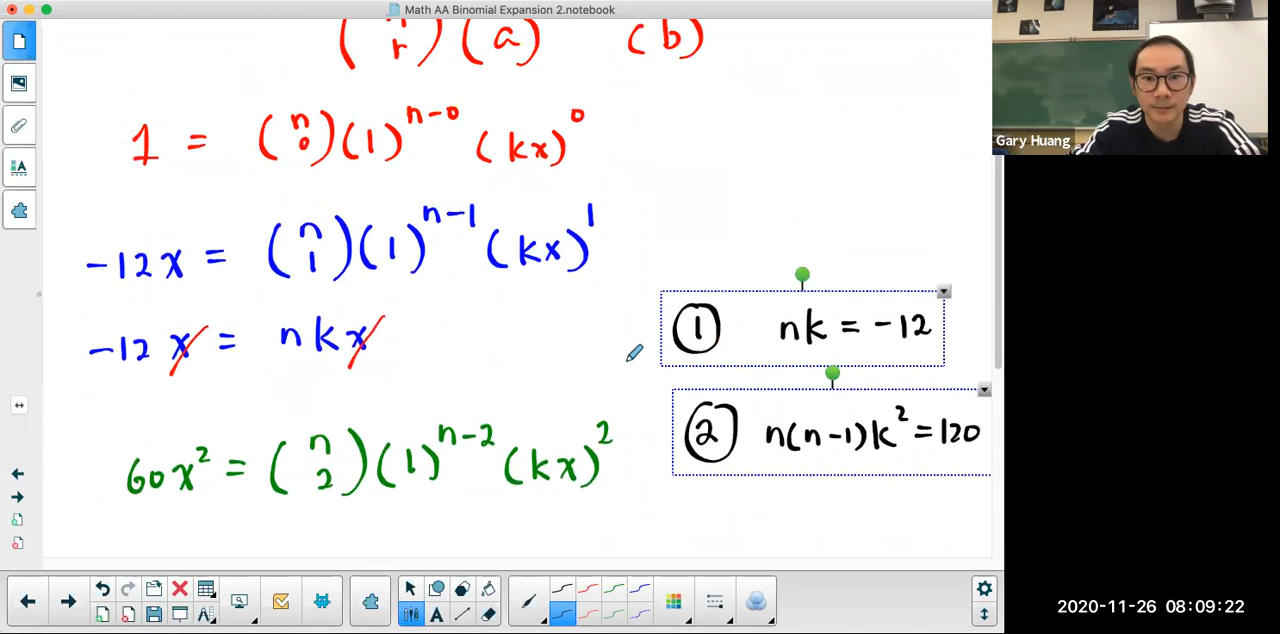 Math AA Binomial Expansion 2.notebook
(n r) (a) (b)
1 = (n 0)(1)^{n-0} (kx)^0
Gary Huang
-12x = (n 1)(1)^{n-1} (kx)^1
-12x = nkx
① nk = -12
② n(n-1)k² = 120
60x² = (n 2)(1)^{n-2} (kx)^2
2020-11-26 08:09:22